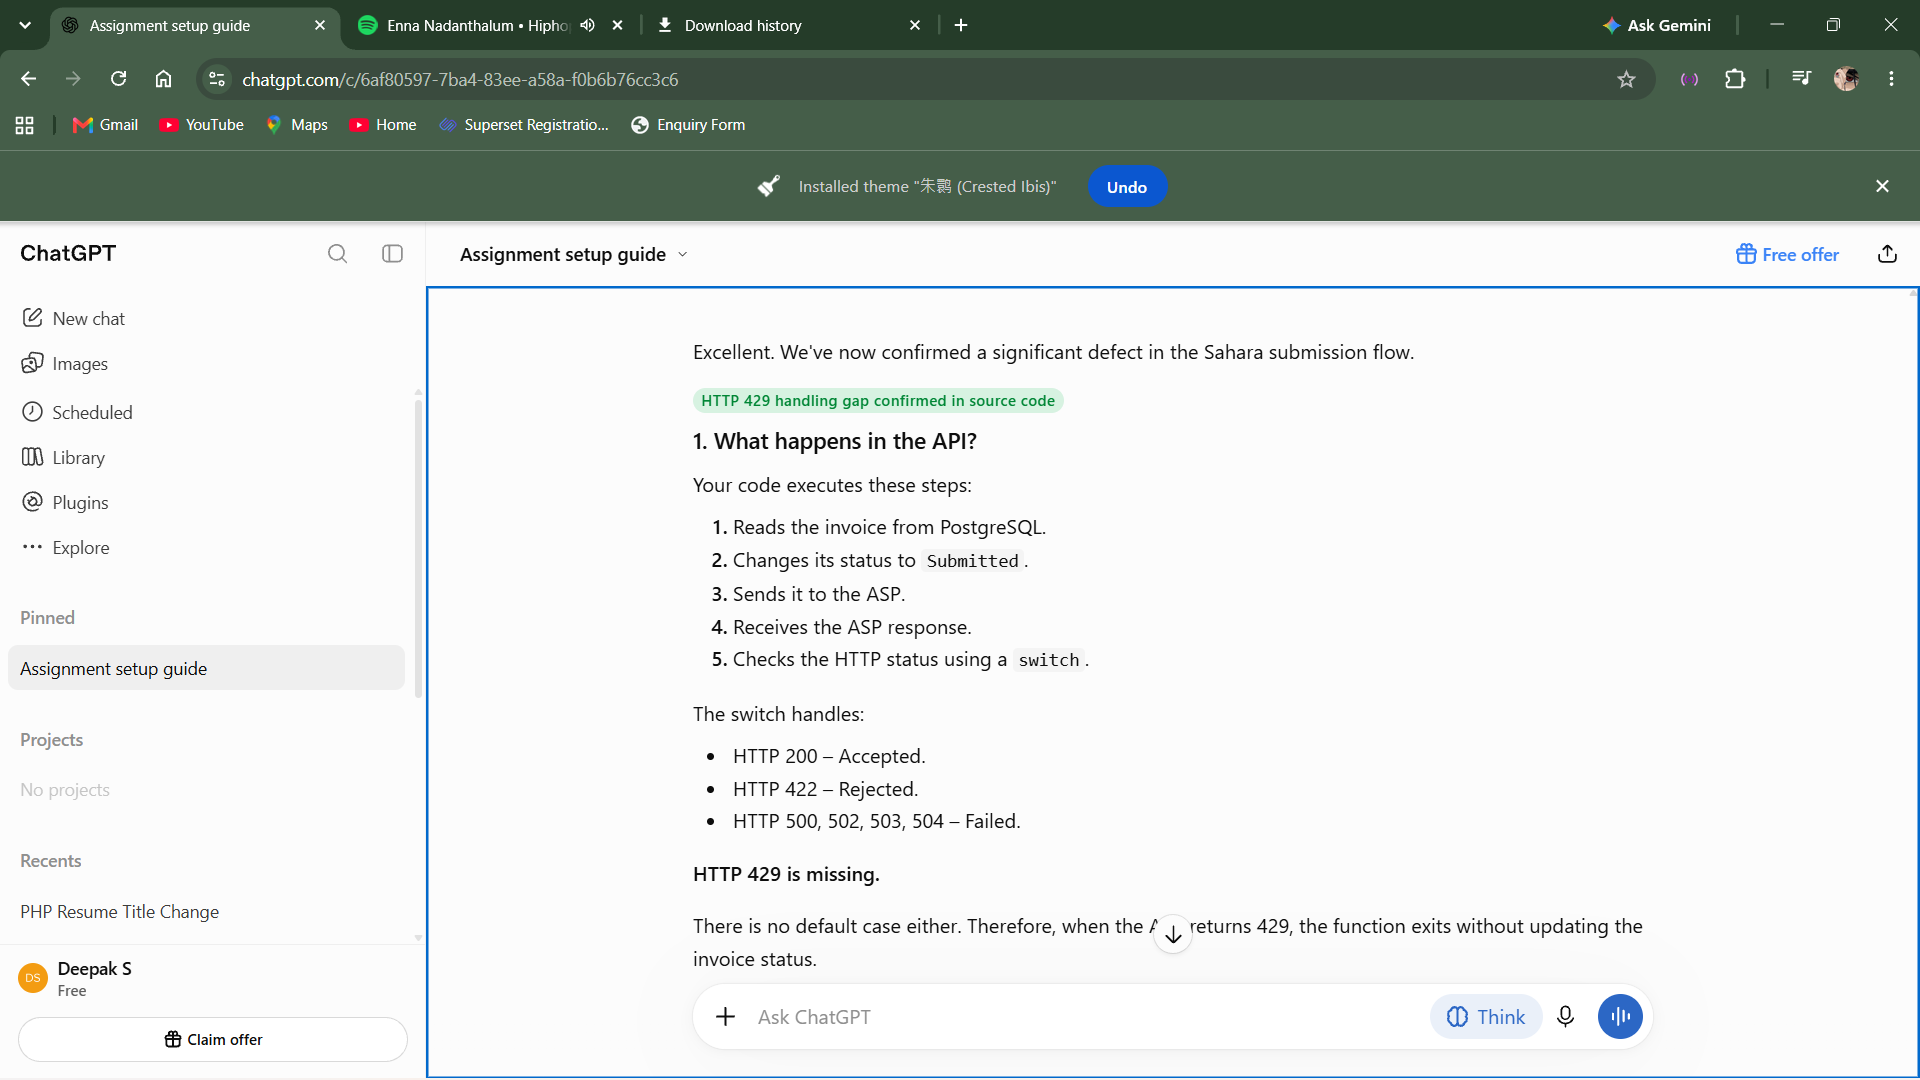 Assignment setup guide
Enna Nadanthalum • Hipho
Download history
Ask Gemini
chatgpt.com/c/6af80597-7ba4-83ee-a58a-f0b6b76cc3c6
Gmail
YouTube
Maps
Home
Superset Registratio...
Enquiry Form
Installed theme "朱鹮 (Crested Ibis)"
Undo
ChatGPT
Assignment setup guide
Free offer
New chat
Images
Scheduled
Library
Plugins
Explore
Pinned
Assignment setup guide
Projects
No projects
Recents
PHP Resume Title Change
DS
Deepak S
Free
Claim offer
Excellent. We've now confirmed a significant defect in the Sahara submission flow.
HTTP 429 handling gap confirmed in source code
1. What happens in the API?
Your code executes these steps:
1. Reads the invoice from PostgreSQL.
2. Changes its status to Submitted.
3. Sends it to the ASP.
4. Receives the ASP response.
5. Checks the HTTP status using a switch.
The switch handles:
• HTTP 200 – Accepted.
• HTTP 422 – Rejected.
• HTTP 500, 502, 503, 504 – Failed.
HTTP 429 is missing.
There is no default case either. Therefore, when the returns 429, the function exits without updating the
invoice status.
Ask ChatGPT
Think